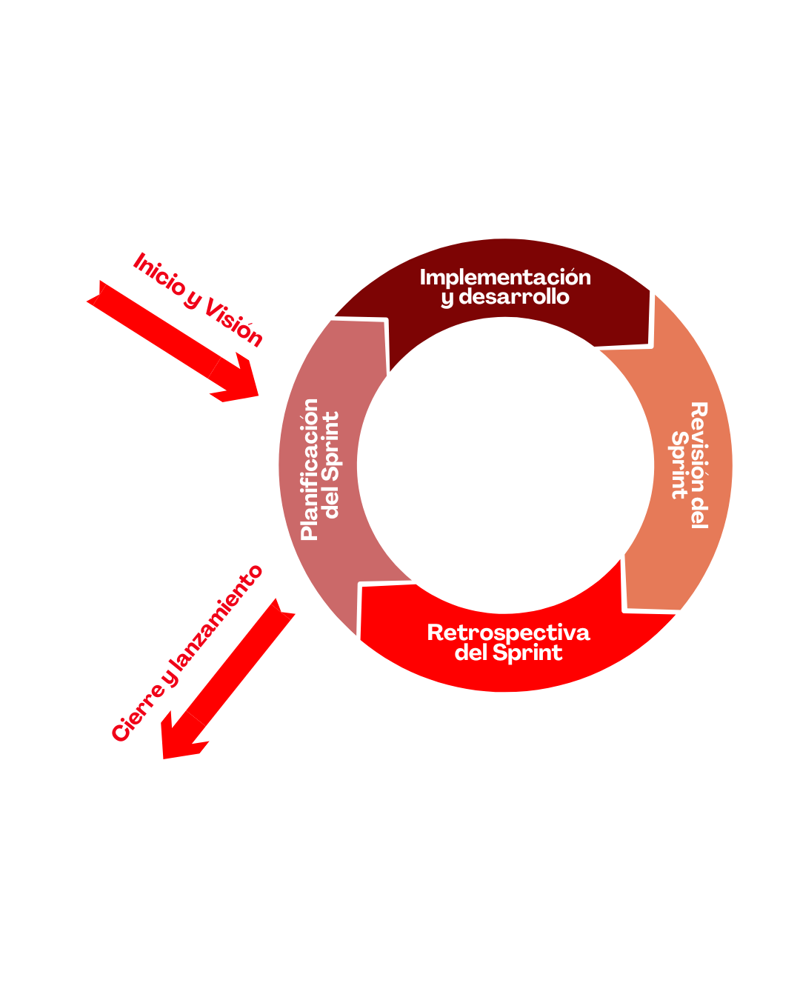 Inicio y Visión
Implementación
y desarrollo
Planificación
del Sprint
Revisión del
Sprint
Retrospectiva
del Sprint
Cierre y lanzamiento